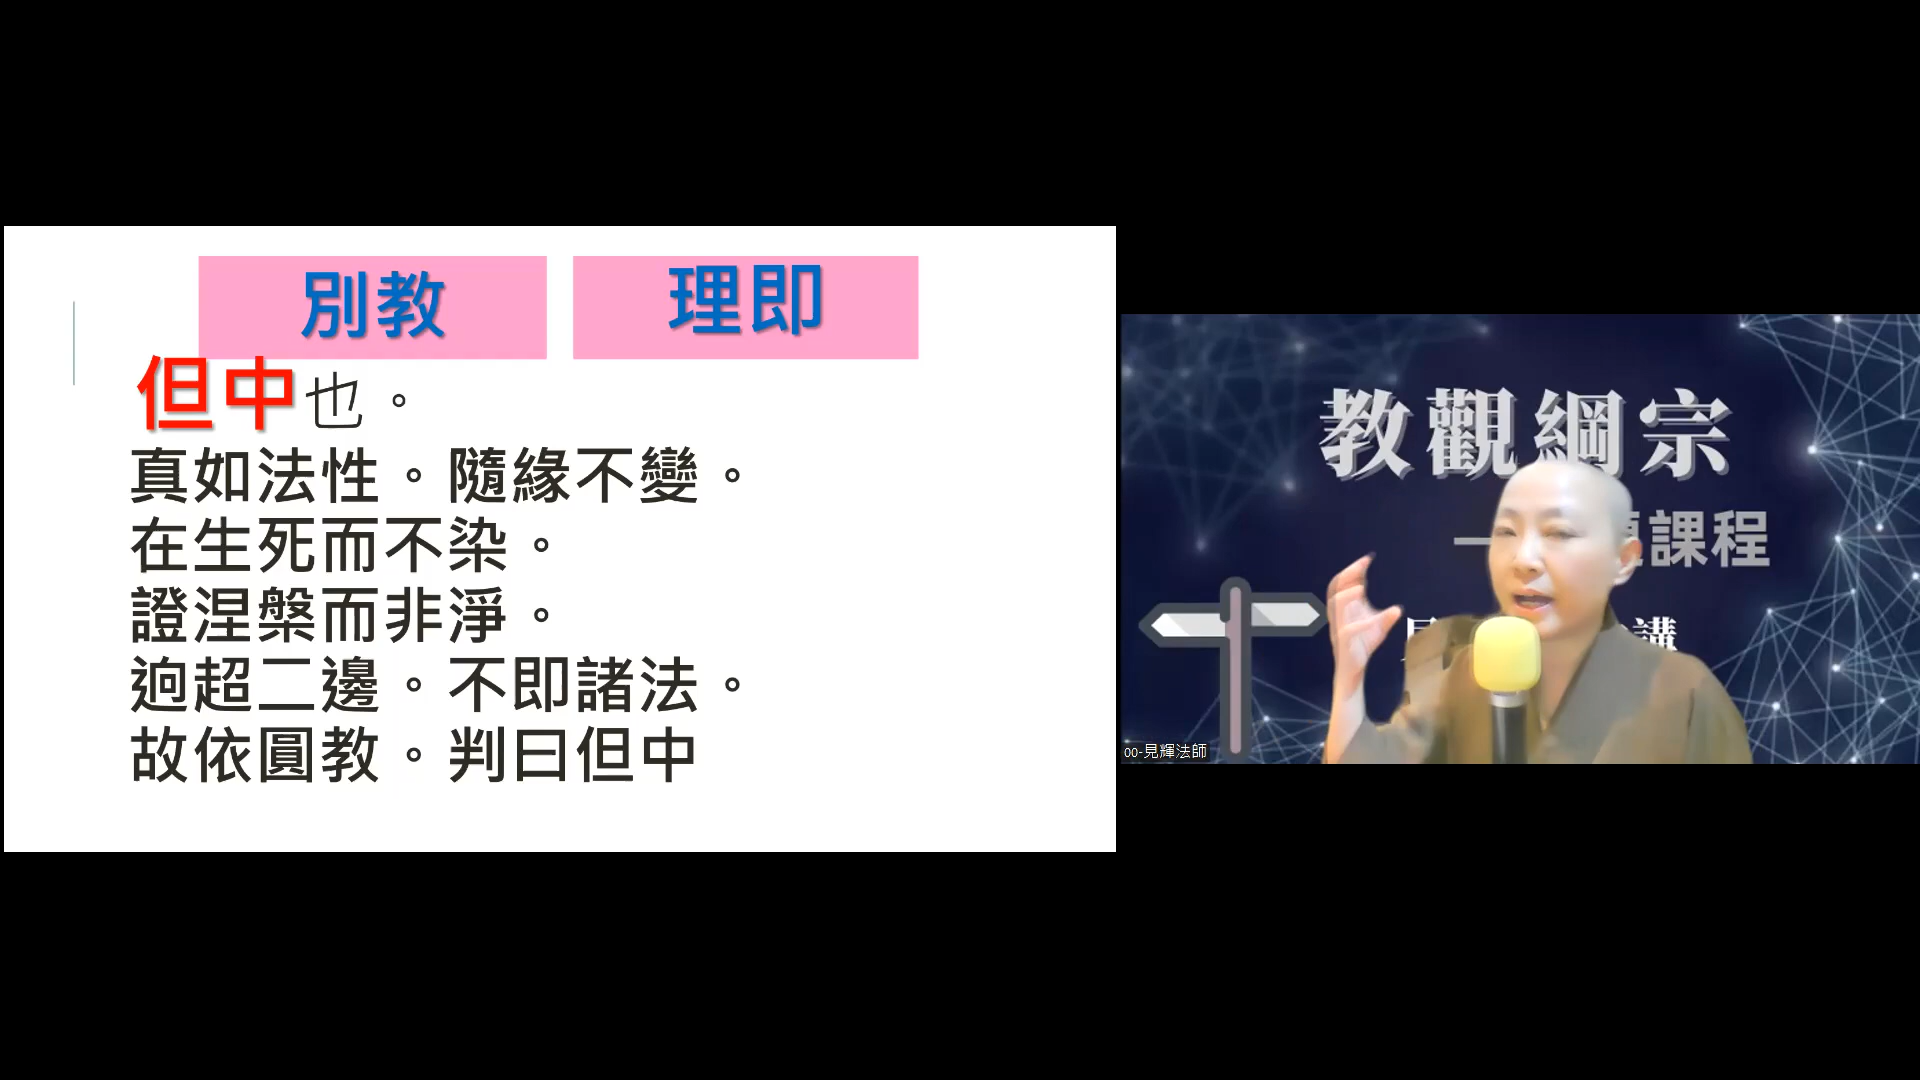 別教 理即
但中也。
真如法性。隨緣不變。
在生死而不染。
證涅槃而非淨。
迥超二邊。不即諸法。
故依圓教。判曰但中
教觀綱宗
課程
講
oo-見輝法師